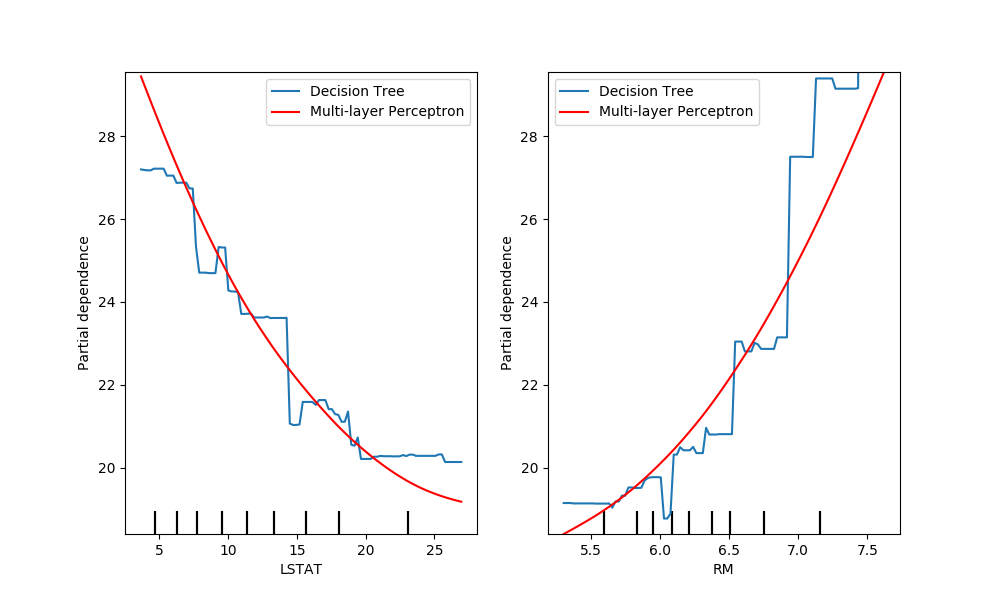 Decision Tree
Multi-layer Perceptron
28
26
24
22
20
Partial dependence
5 10 15 20 25
LSTAT
Decision Tree
Multi-layer Perceptron
28
26
24
22
20
Partial dependence
5.5 6.0 6.5 7.0 7.5
RM